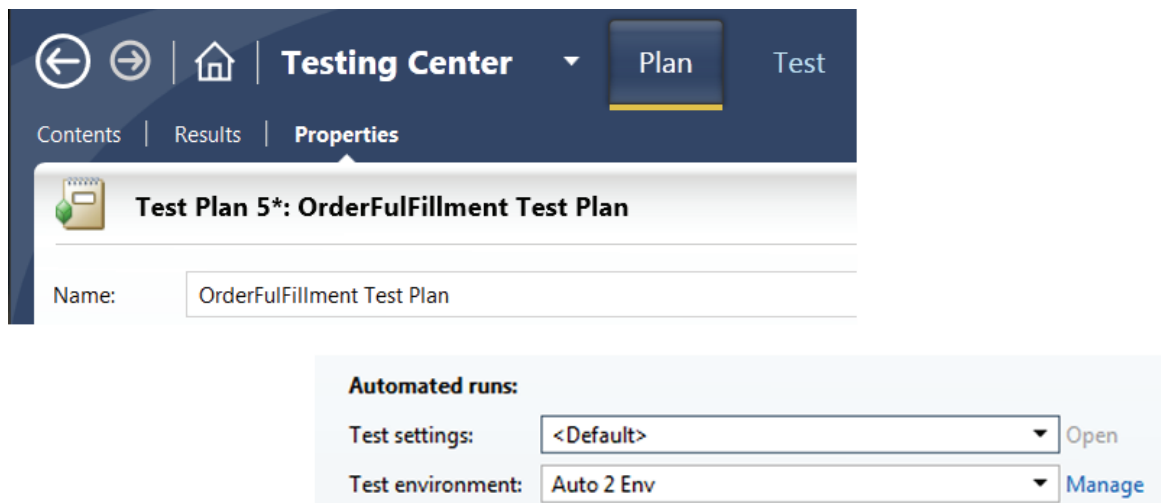 Testing Center Plan Test
Contents | Results | Properties
Test Plan 5*: OrderFulFillment Test Plan
Name: OrderFulFillment Test Plan
Automated runs:
Test settings: <Default> Open
Test environment: Auto 2 Env Manage